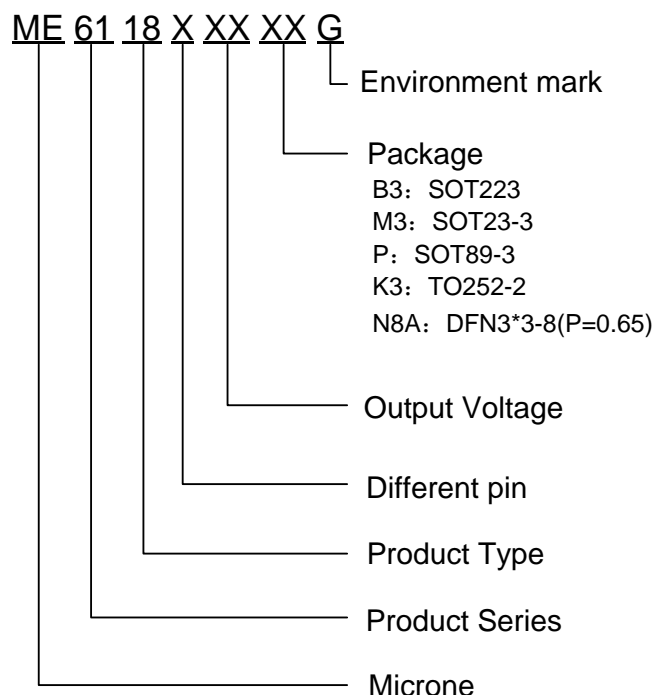 ME 61 18 X XX XX G
Environment mark
Package
B3：SOT223
M3：SOT23-3
P：SOT89-3
K3：TO252-2
N8A：DFN3*3-8(P=0.65)
Output Voltage
Different pin
Product Type
Product Series
Microne